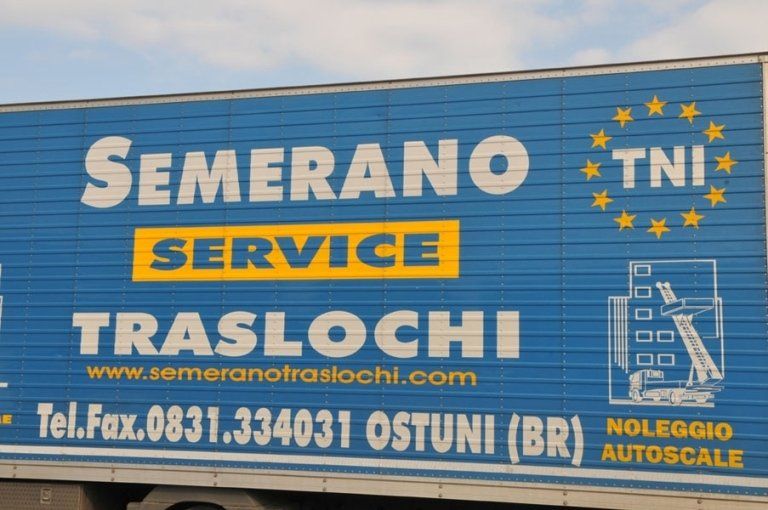 SEMERANO
SERVICE
TRASLOCHI
www.semeranotraslochi.com
Tel.Fax.0831.334031 OSTUNI (BR)
TNI
NOLEGGIO
AUTOSCALE